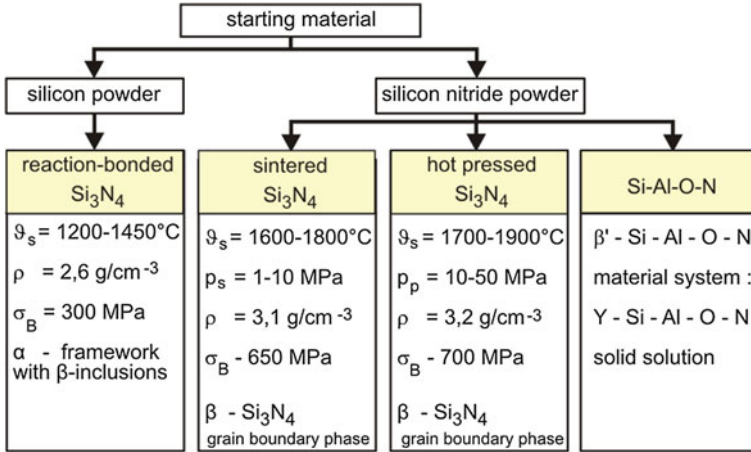 starting material
silicon powder
silicon nitride powder
reaction-bonded
Si₃N₄
ϑₛ = 1200-1450°C
ρ = 2,6 g/cm⁻³
σ_B = 300 MPa
α - framework
with β-inclusions
sintered
Si₃N₄
ϑₛ = 1600-1800°C
pₛ = 1-10 MPa
ρ = 3,1 g/cm⁻³
σ_B - 650 MPa
β - Si₃N₄
grain boundary phase
hot pressed
Si₃N₄
ϑₛ = 1700-1900°C
pₚ = 10-50 MPa
ρ = 3,2 g/cm⁻³
σ_B - 700 MPa
β - Si₃N₄
grain boundary phase
Si-Al-O-N
β' - Si - Al - O - N
material system :
Y - Si - Al - O - N
solid solution